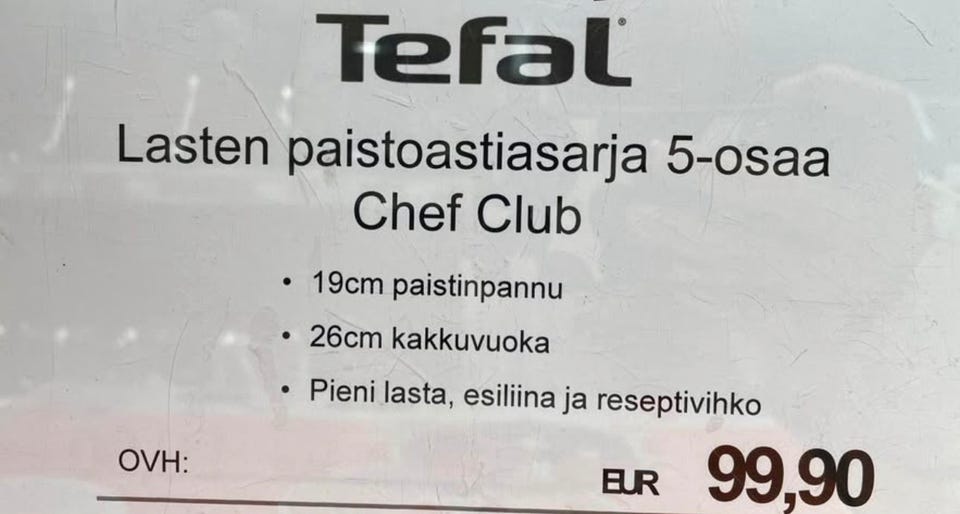 Tefal®
Lasten paistoastiasarja 5-osaa
Chef Club
• 19cm paistinpannu
• 26cm kakkuvuoka
• Pieni lasta, esiliina ja reseptivihko
OVH: EUR 99,90